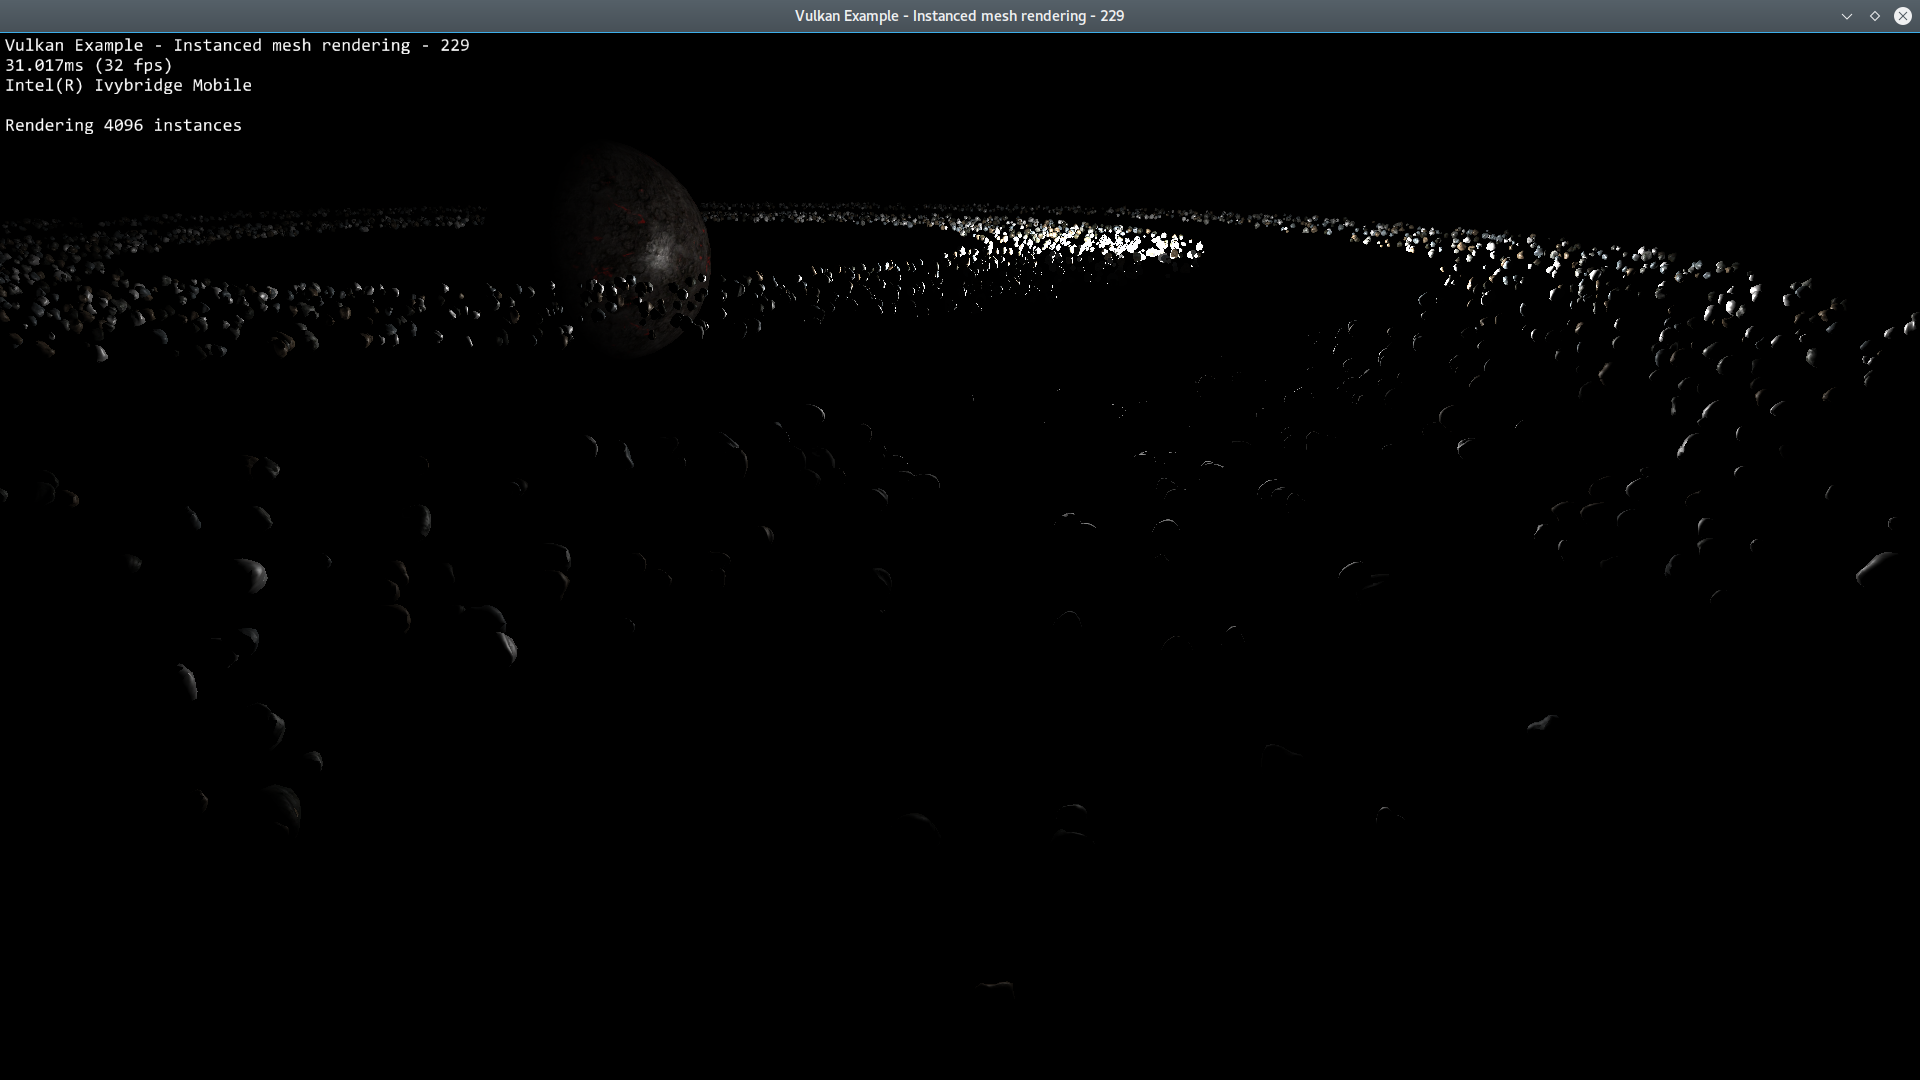 Vulkan Example - Instanced mesh rendering - 229
Vulkan Example - Instanced mesh rendering - 229
31.017ms (32 fps)
Intel(R) Ivybridge Mobile
Rendering 4096 instances